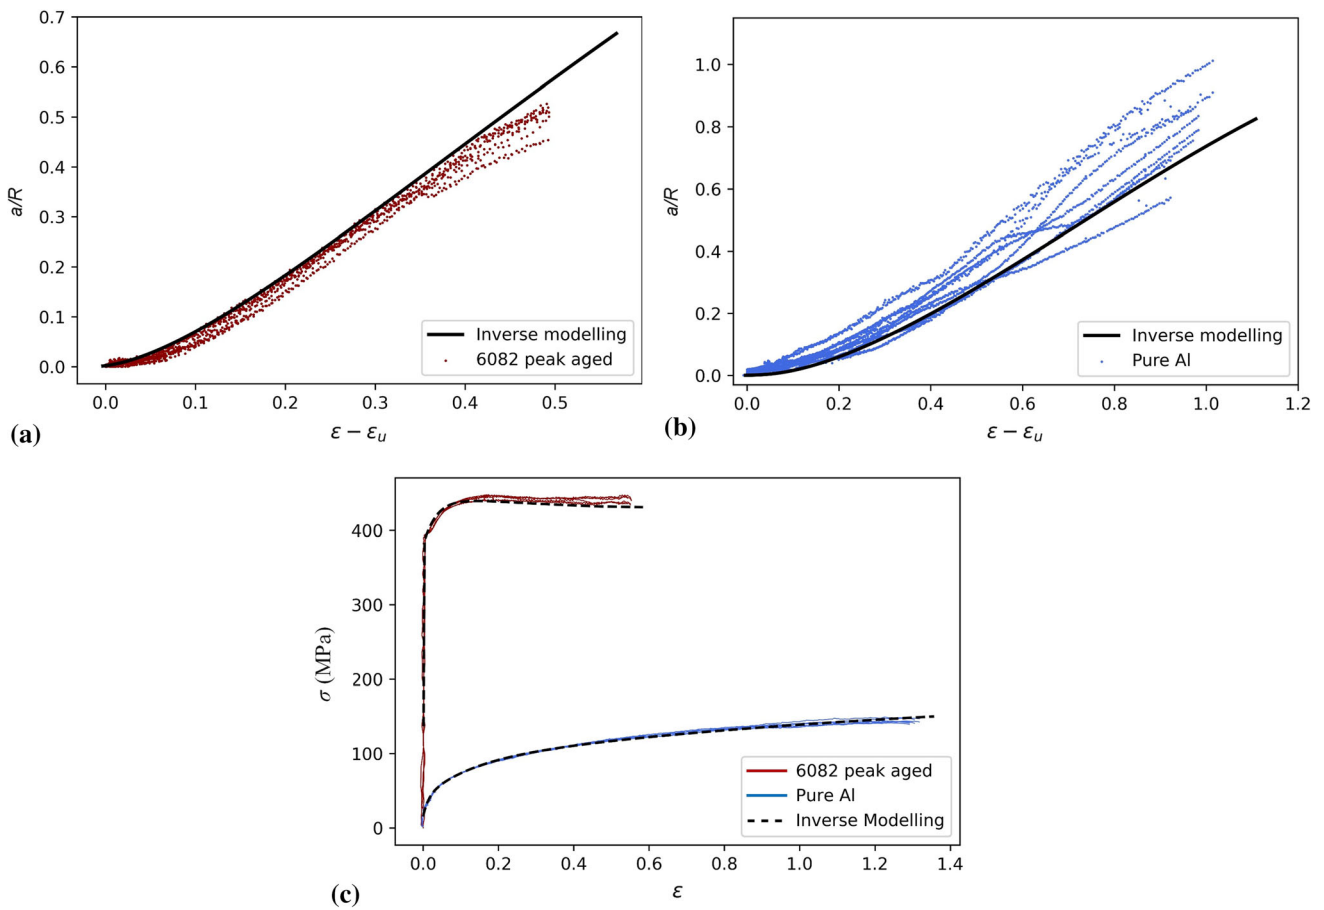 0.7
0.6
0.5
0.4
0.3
0.2
0.1
0.0
a/R
Inverse modelling
6082 peak aged
0.0 0.1 0.2 0.3 0.4 0.5
ε − εᵤ
(a)
1.0
0.8
0.6
0.4
0.2
0.0
a/R
Inverse modelling
Pure Al
0.0 0.2 0.4 0.6 0.8 1.0 1.2
ε − εᵤ
(b)
400
300
200
100
0
σ (MPa)
6082 peak aged
Pure Al
Inverse Modelling
0.0 0.2 0.4 0.6 0.8 1.0 1.2 1.4
ε
(c)